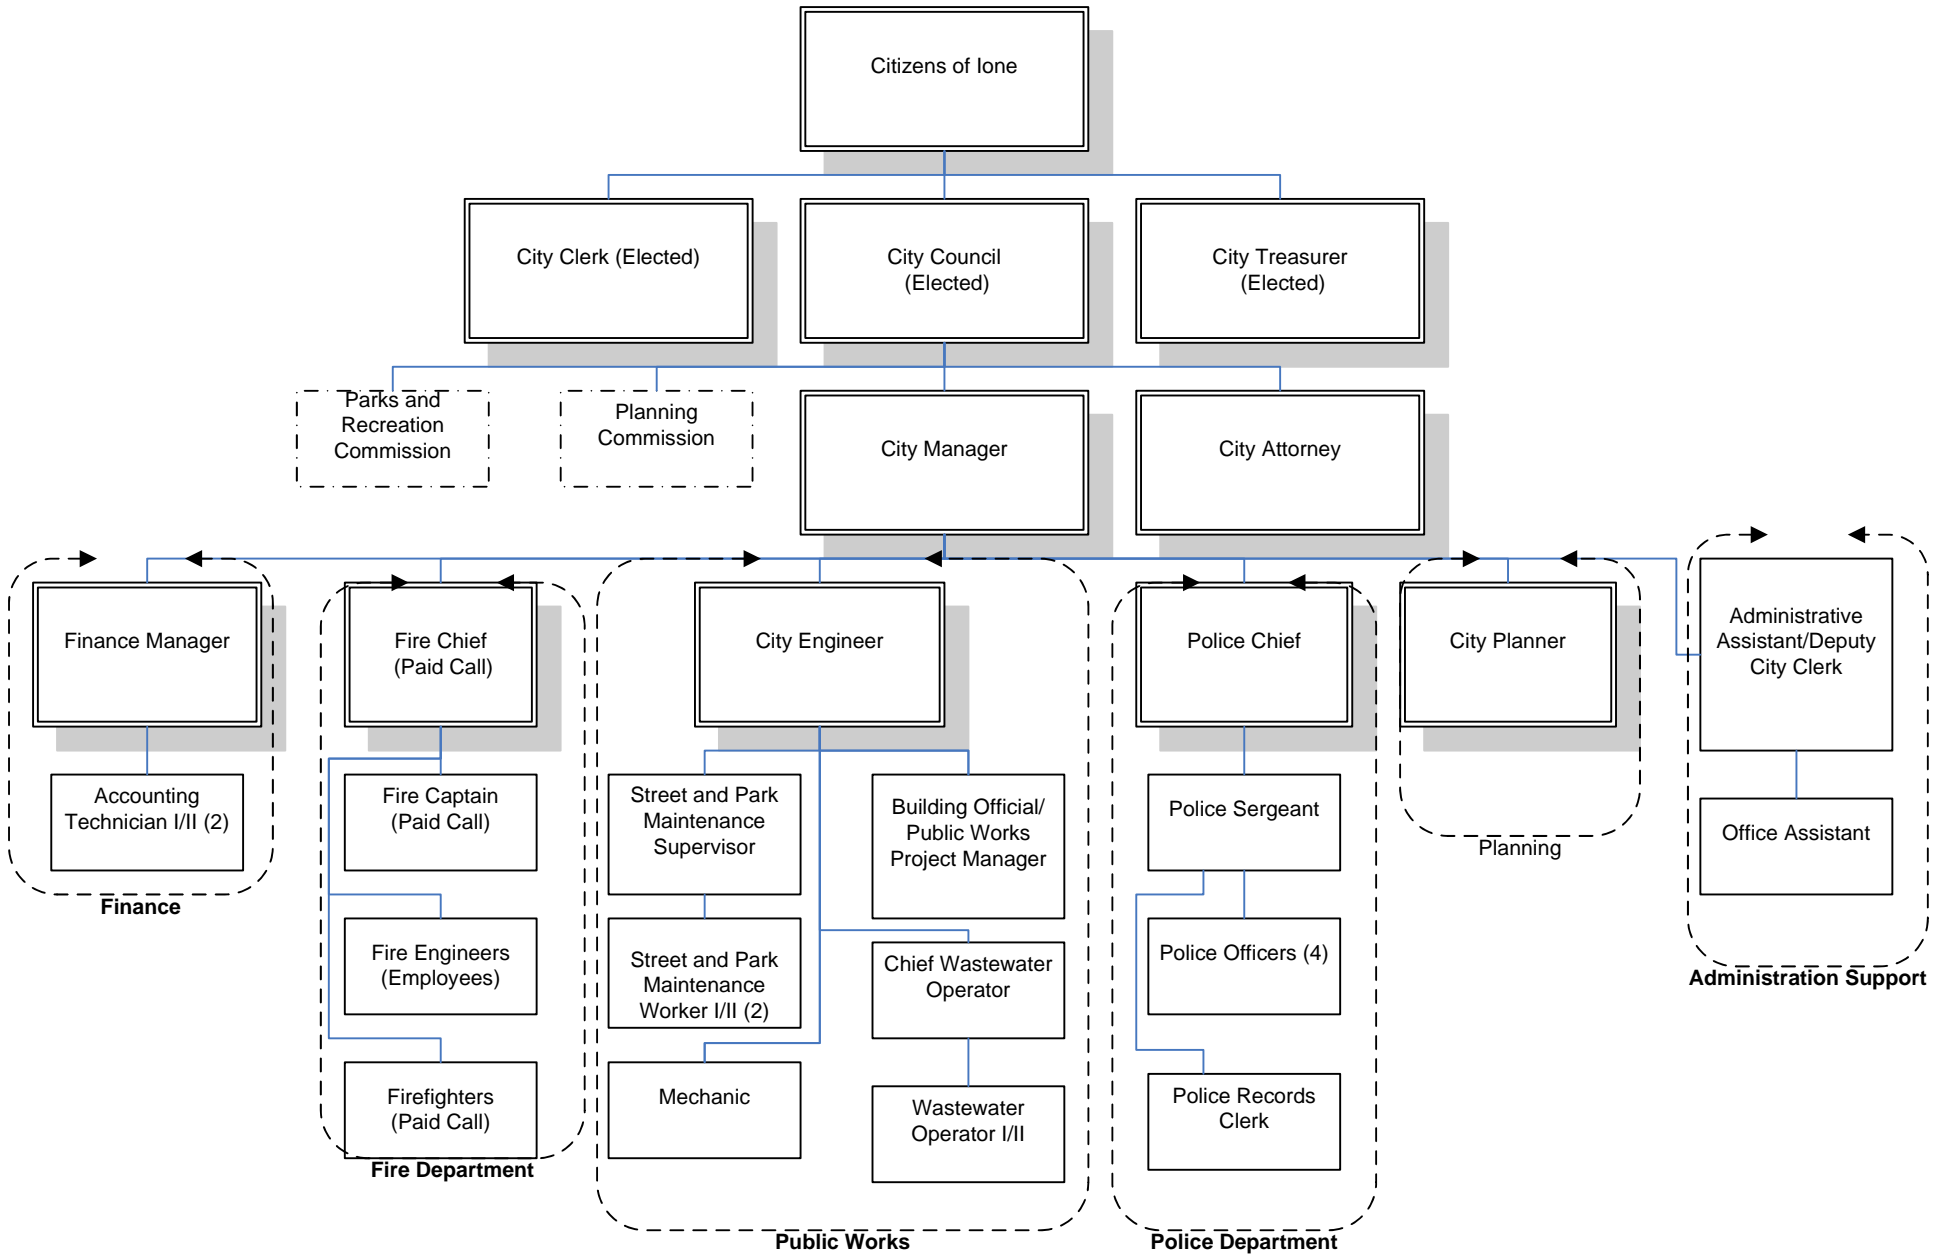 Citizens of Ione
City Clerk (Elected)
City Council
(Elected)
City Treasurer
(Elected)
Parks and
Recreation
Commission
Planning
Commission
City Manager
City Attorney
Finance Manager
Fire Chief
(Paid Call)
City Engineer
Police Chief
City Planner
Administrative
Assistant/Deputy
City Clerk
Accounting
Technician I/II (2)
Fire Captain
(Paid Call)
Street and Park
Maintenance
Supervisor
Building Official/
Public Works
Project Manager
Police Sergeant
Planning
Office Assistant
Finance
Fire Engineers
(Employees)
Street and Park
Maintenance
Worker I/II (2)
Chief Wastewater
Operator
Police Officers (4)
Administration Support
Firefighters
(Paid Call)
Mechanic
Wastewater
Operator I/II
Police Records
Clerk
Fire Department
Public Works
Police Department